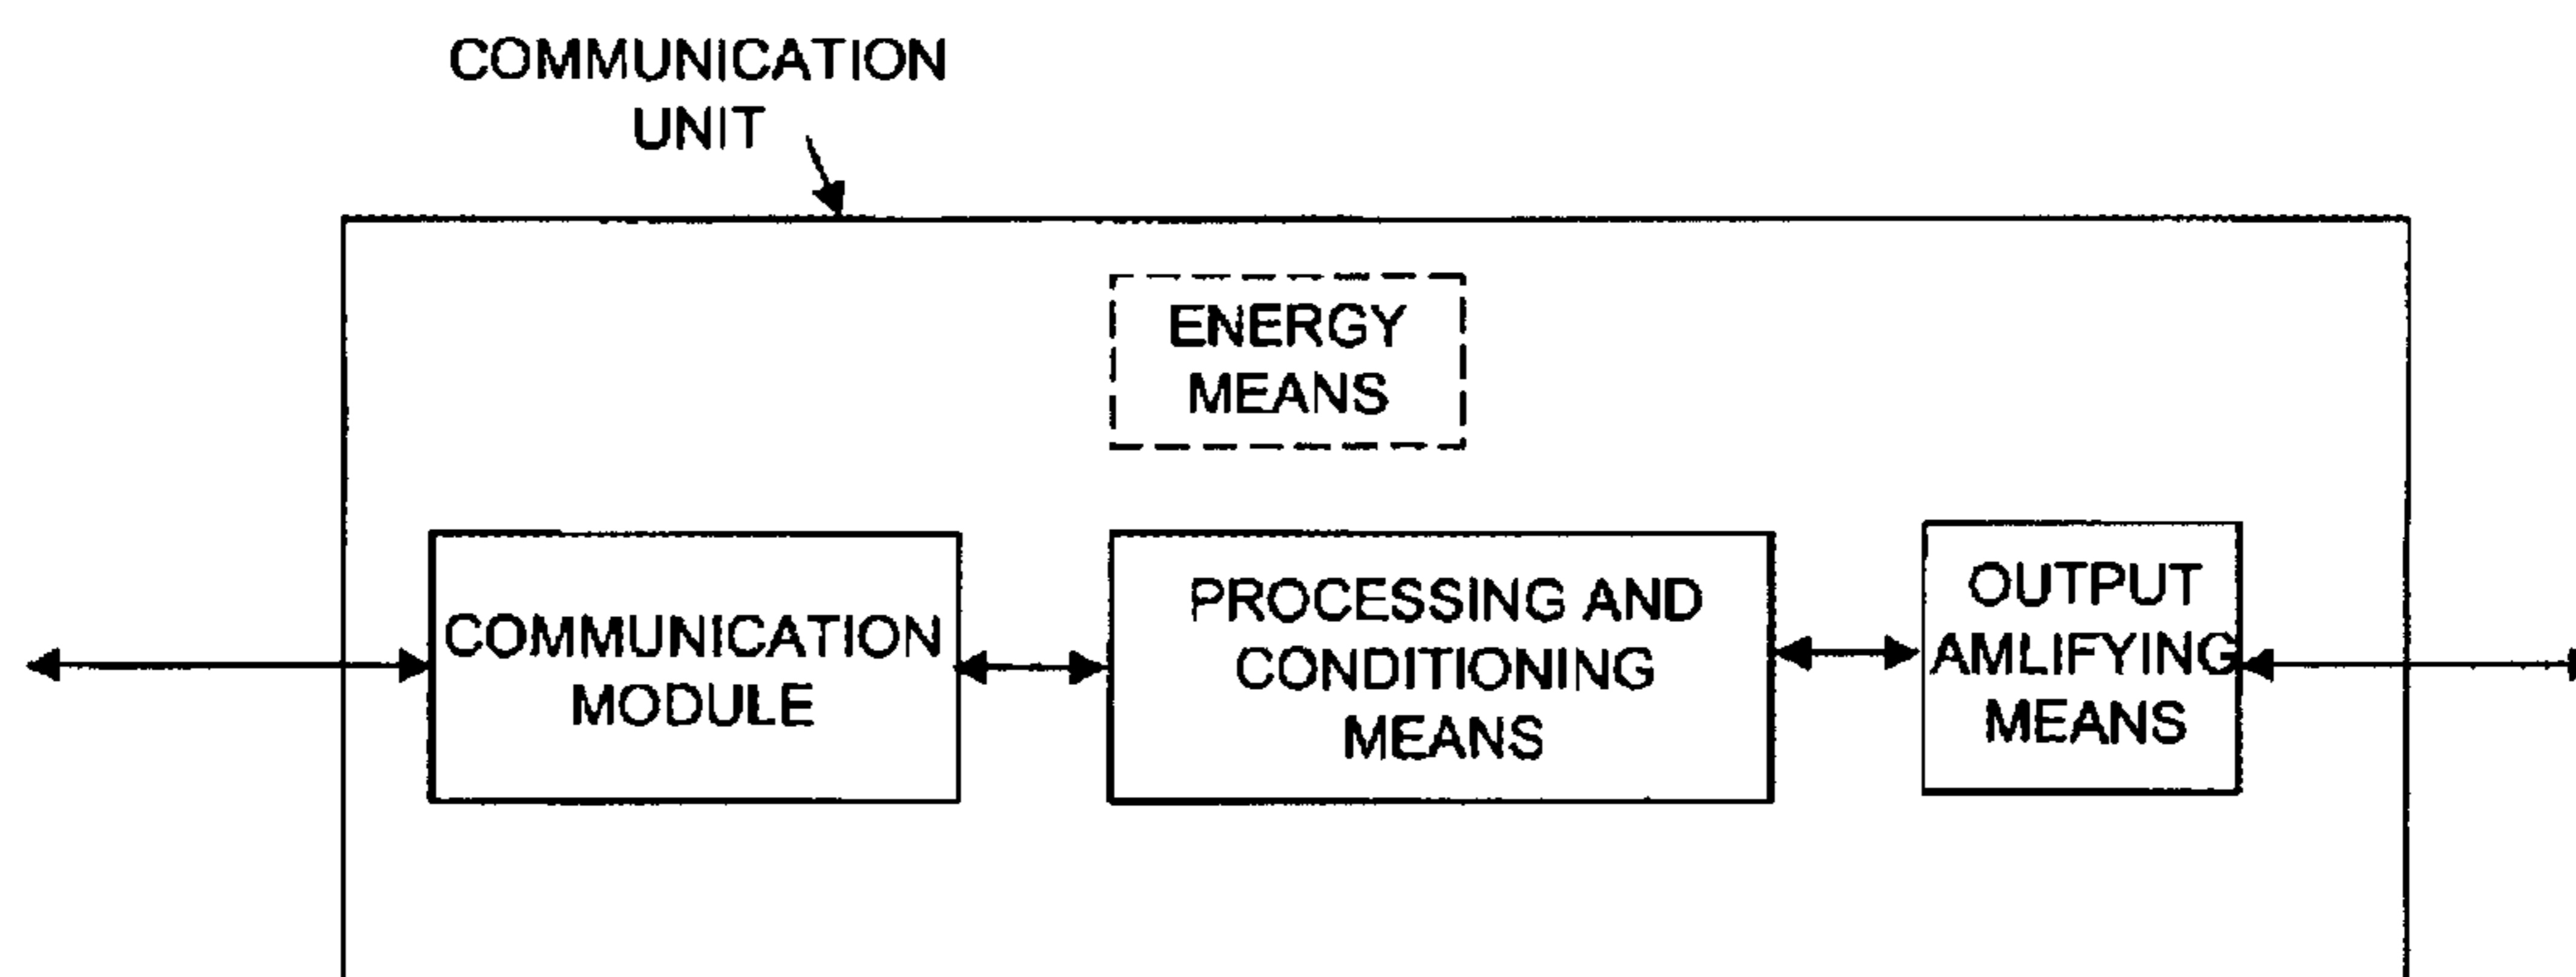 COMMUNICATION
UNIT
ENERGY
MEANS
COMMUNICATION
MODULE
PROCESSING AND
CONDITIONING
MEANS
OUTPUT
AMLIFYING
MEANS